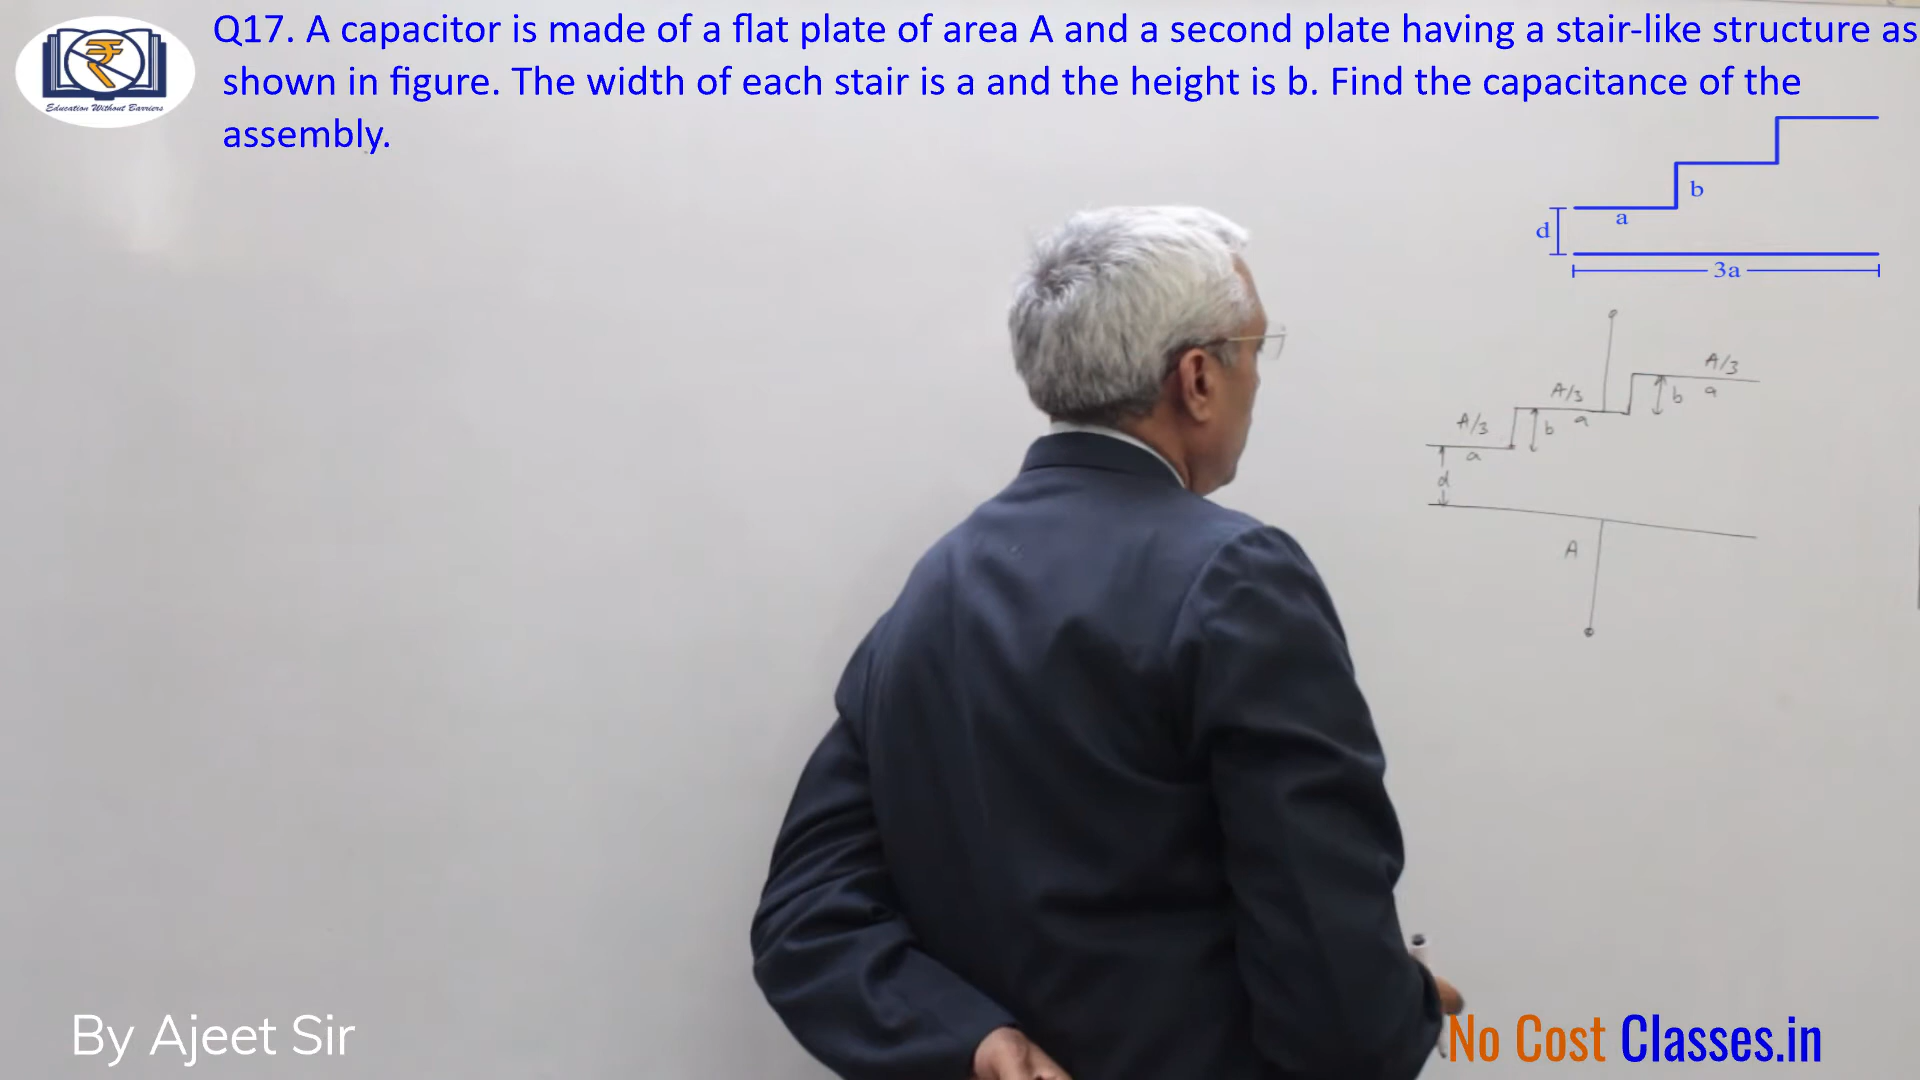 Q17. A capacitor is made of a flat plate of area A and a second plate having a stair-like structure as
shown in figure. The width of each stair is a and the height is b. Find the capacitance of the
assembly.
Education Without Barriers
b
a
d
3a
A/3
A/3
b
a
A/3
b
a
a
d
A
By Ajeet Sir
No Cost Classes.in